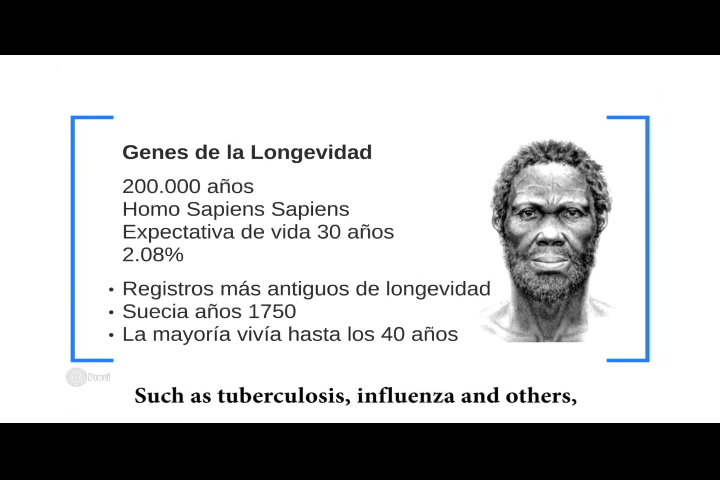 Genes de la Longevidad
200.000 años
Homo Sapiens Sapiens
Expectativa de vida 30 años
2.08%
• Registros más antiguos de longevidad
• Suecia años 1750
• La mayoría vivía hasta los 40 años
Such as tuberculosis, influenza and others,